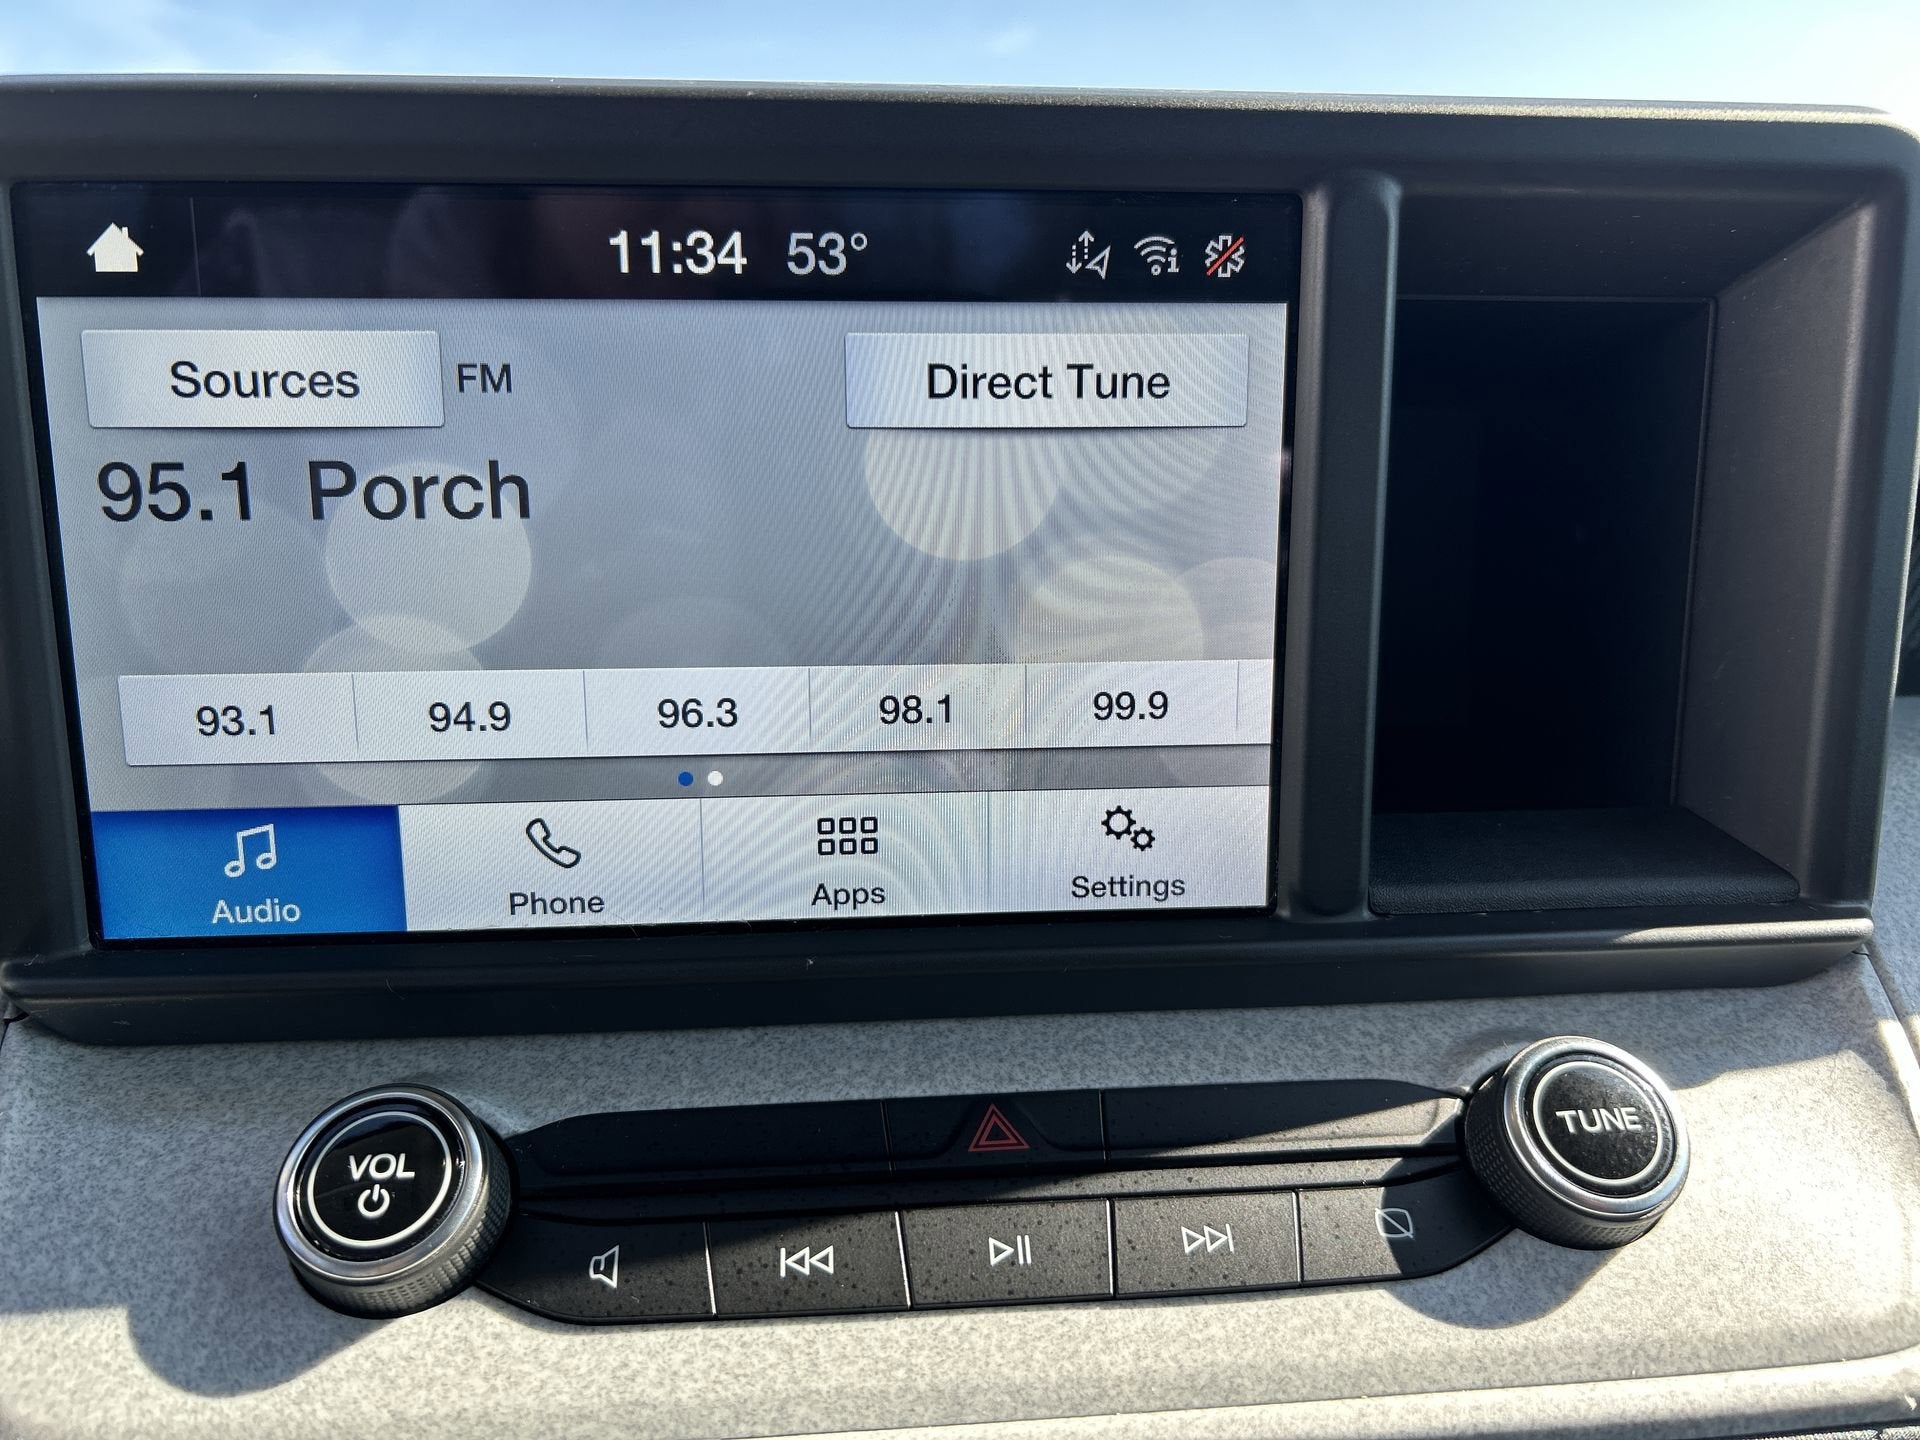 11:34 53°
Sources FM Direct Tune
95.1 Porch
93.1 94.9 96.3 98.1 99.9
Audio Phone Apps Settings
VOL
TUNE